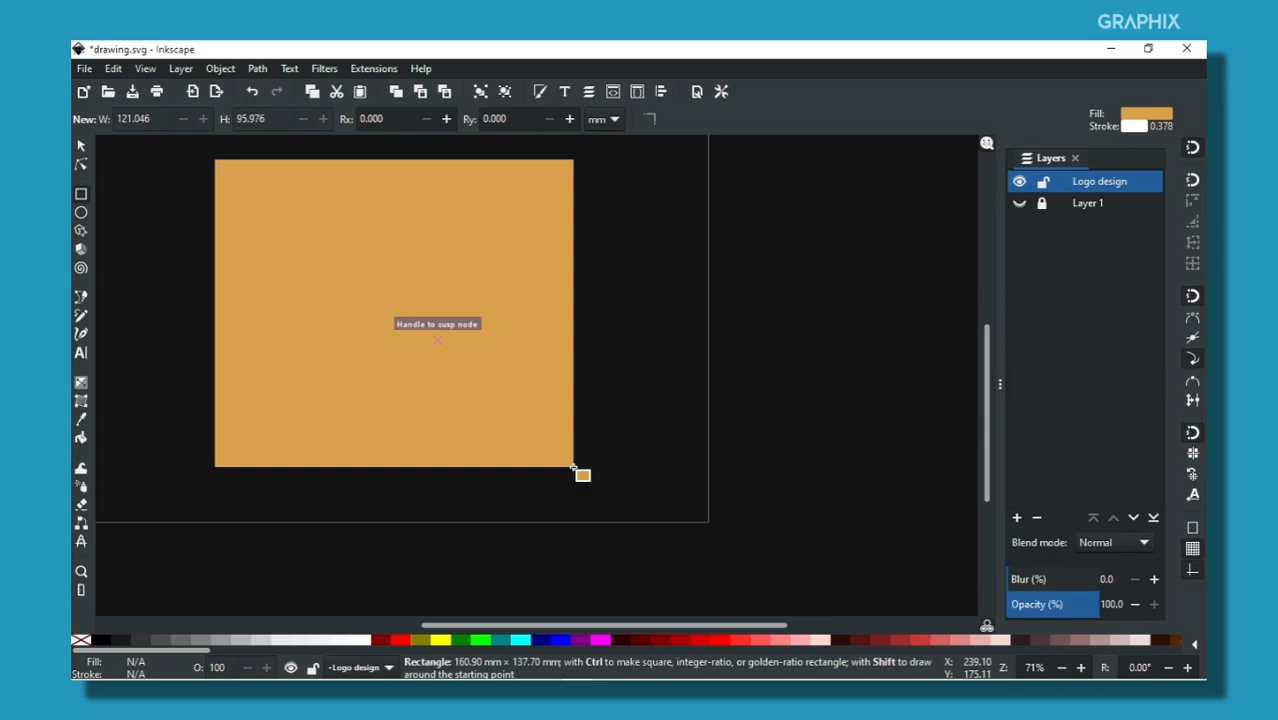 GRAPHIX
*drawing.svg - Inkscape
File Edit View Layer Object Path Text Filters Extensions Help
New: W: 121.046 H: 95.976 Rx: 0.000 Ry: 0.000 mm
Fill:
Stroke: 0.378
Layers
Logo design
Layer 1
Handle to cusp node
Blend mode: Normal
Blur (%) 0.0
Opacity (%) 100.0
Fill: N/A
Stroke: N/A
O: 100
-Logo design
Rectangle: 160.90 mm × 137.70 mm; with Ctrl to make square, integer-ratio, or golden-ratio rectangle; with Shift to draw
around the starting point
X: 239.10
Y: 175.11
Z: 71%
R: 0.00°